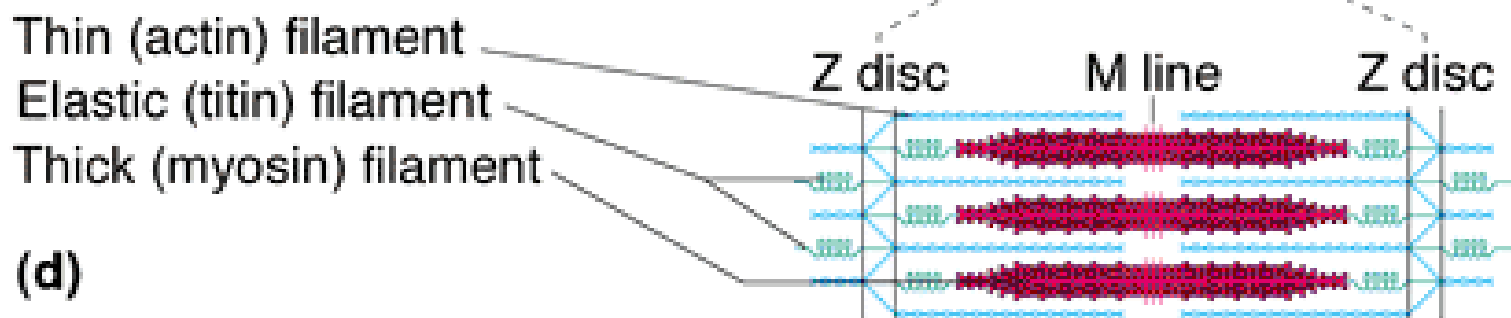 Thin (actin) filament
Elastic (titin) filament
Thick (myosin) filament
Z disc
M line
Z disc
(d)